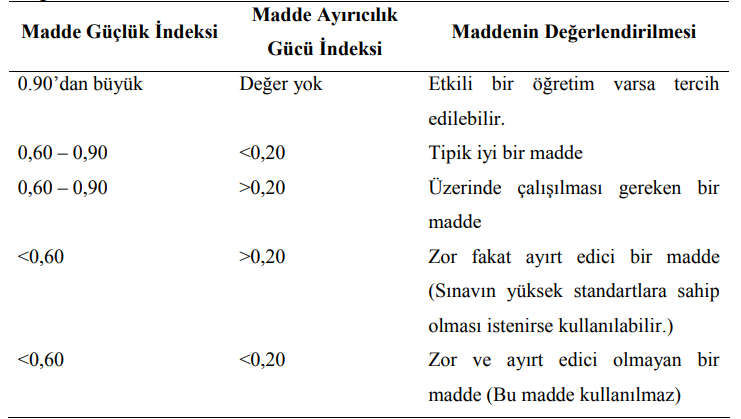 Madde Güçlük İndeksi
Madde Ayırıcılık
Gücü İndeksi
Maddenin Değerlendirilmesi
0.90’dan büyük
Değer yok
Etkili bir öğretim varsa tercih
edilebilir.
0,60 – 0,90
<0,20
Tipik iyi bir madde
0,60 – 0,90
>0,20
Üzerinde çalışılması gereken bir
madde
<0,60
>0,20
Zor fakat ayırt edici bir madde
(Sınavın yüksek standartlara sahip
olması istenirse kullanılabilir.)
<0,60
<0,20
Zor ve ayırt edici olmayan bir
madde (Bu madde kullanılmaz)